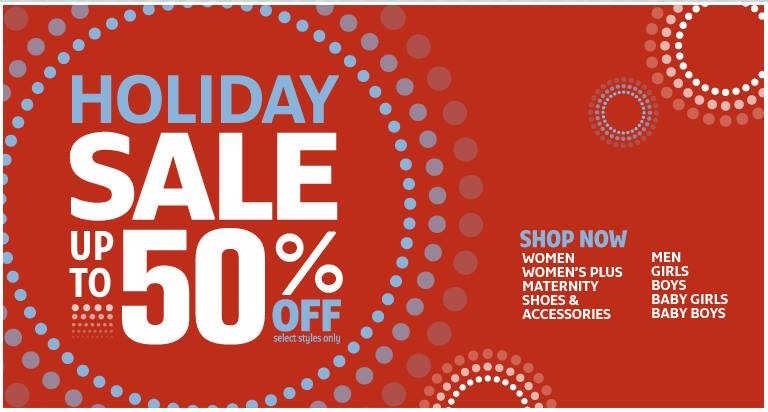 HOLIDAY
SALE
UP
TO
50%
OFF
select styles only
SHOP NOW
WOMEN
WOMEN'S PLUS
MATERNITY
SHOES &
ACCESSORIES
MEN
GIRLS
BOYS
BABY GIRLS
BABY BOYS